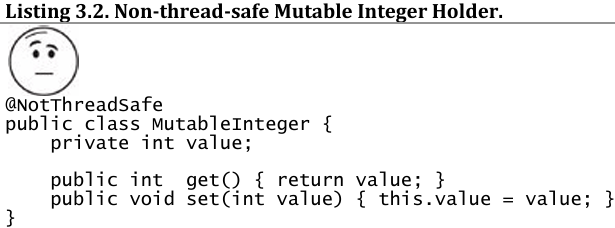 Listing 3.2. Non-thread-safe Mutable Integer Holder.
@NotThreadSafe
public class MutableInteger {
    private int value;

    public int  get() { return value; }
    public void set(int value) { this.value = value; }
}